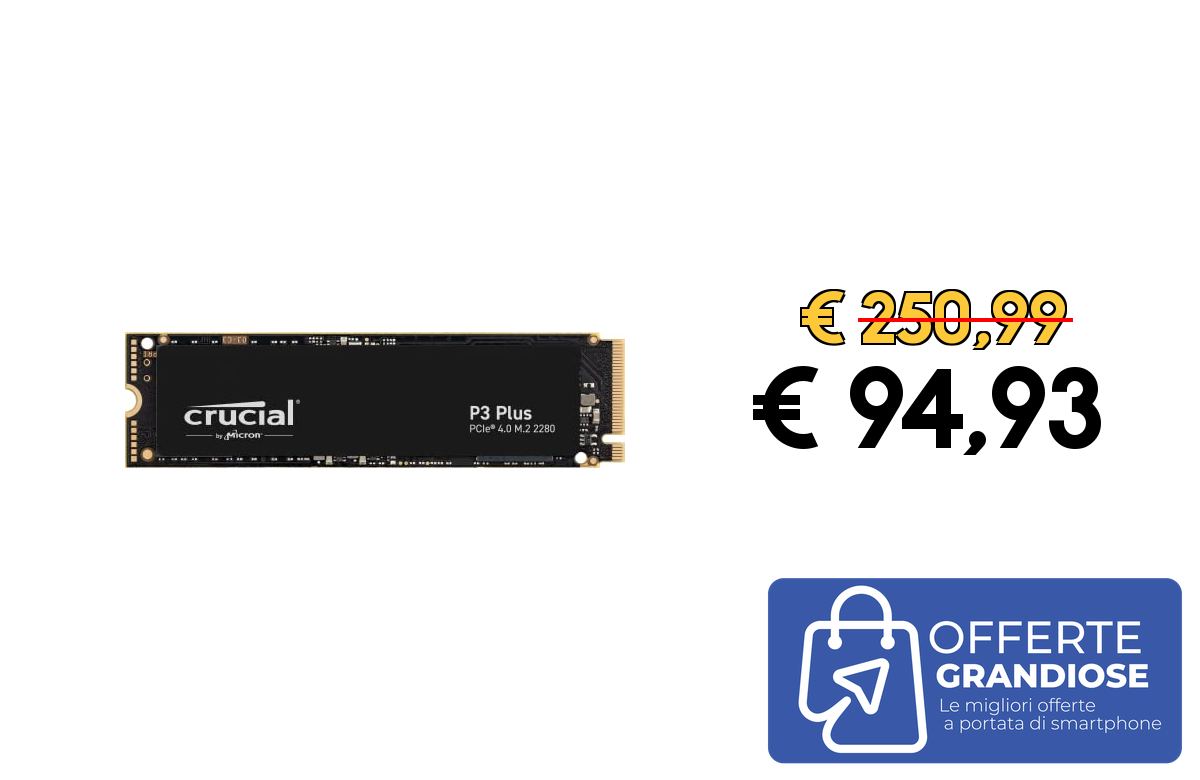 € 250,99
€ 94,93
crucial®
by Micron®
P3 Plus
PCIe® 4.0 M.2 2280
OFFERTE
GRANDIOSE
Le migliori offerte
a portata di smartphone